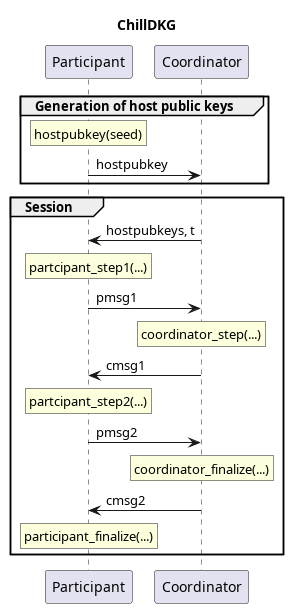 ChillDKG
Participant
Coordinator
Generation of host public keys
hostpubkey(seed)
hostpubkey
Session
hostpubkeys, t
partcipant_step1(...)
pmsg1
coordinator_step(...)
cmsg1
partcipant_step2(...)
pmsg2
coordinator_finalize(...)
cmsg2
participant_finalize(...)
Participant
Coordinator